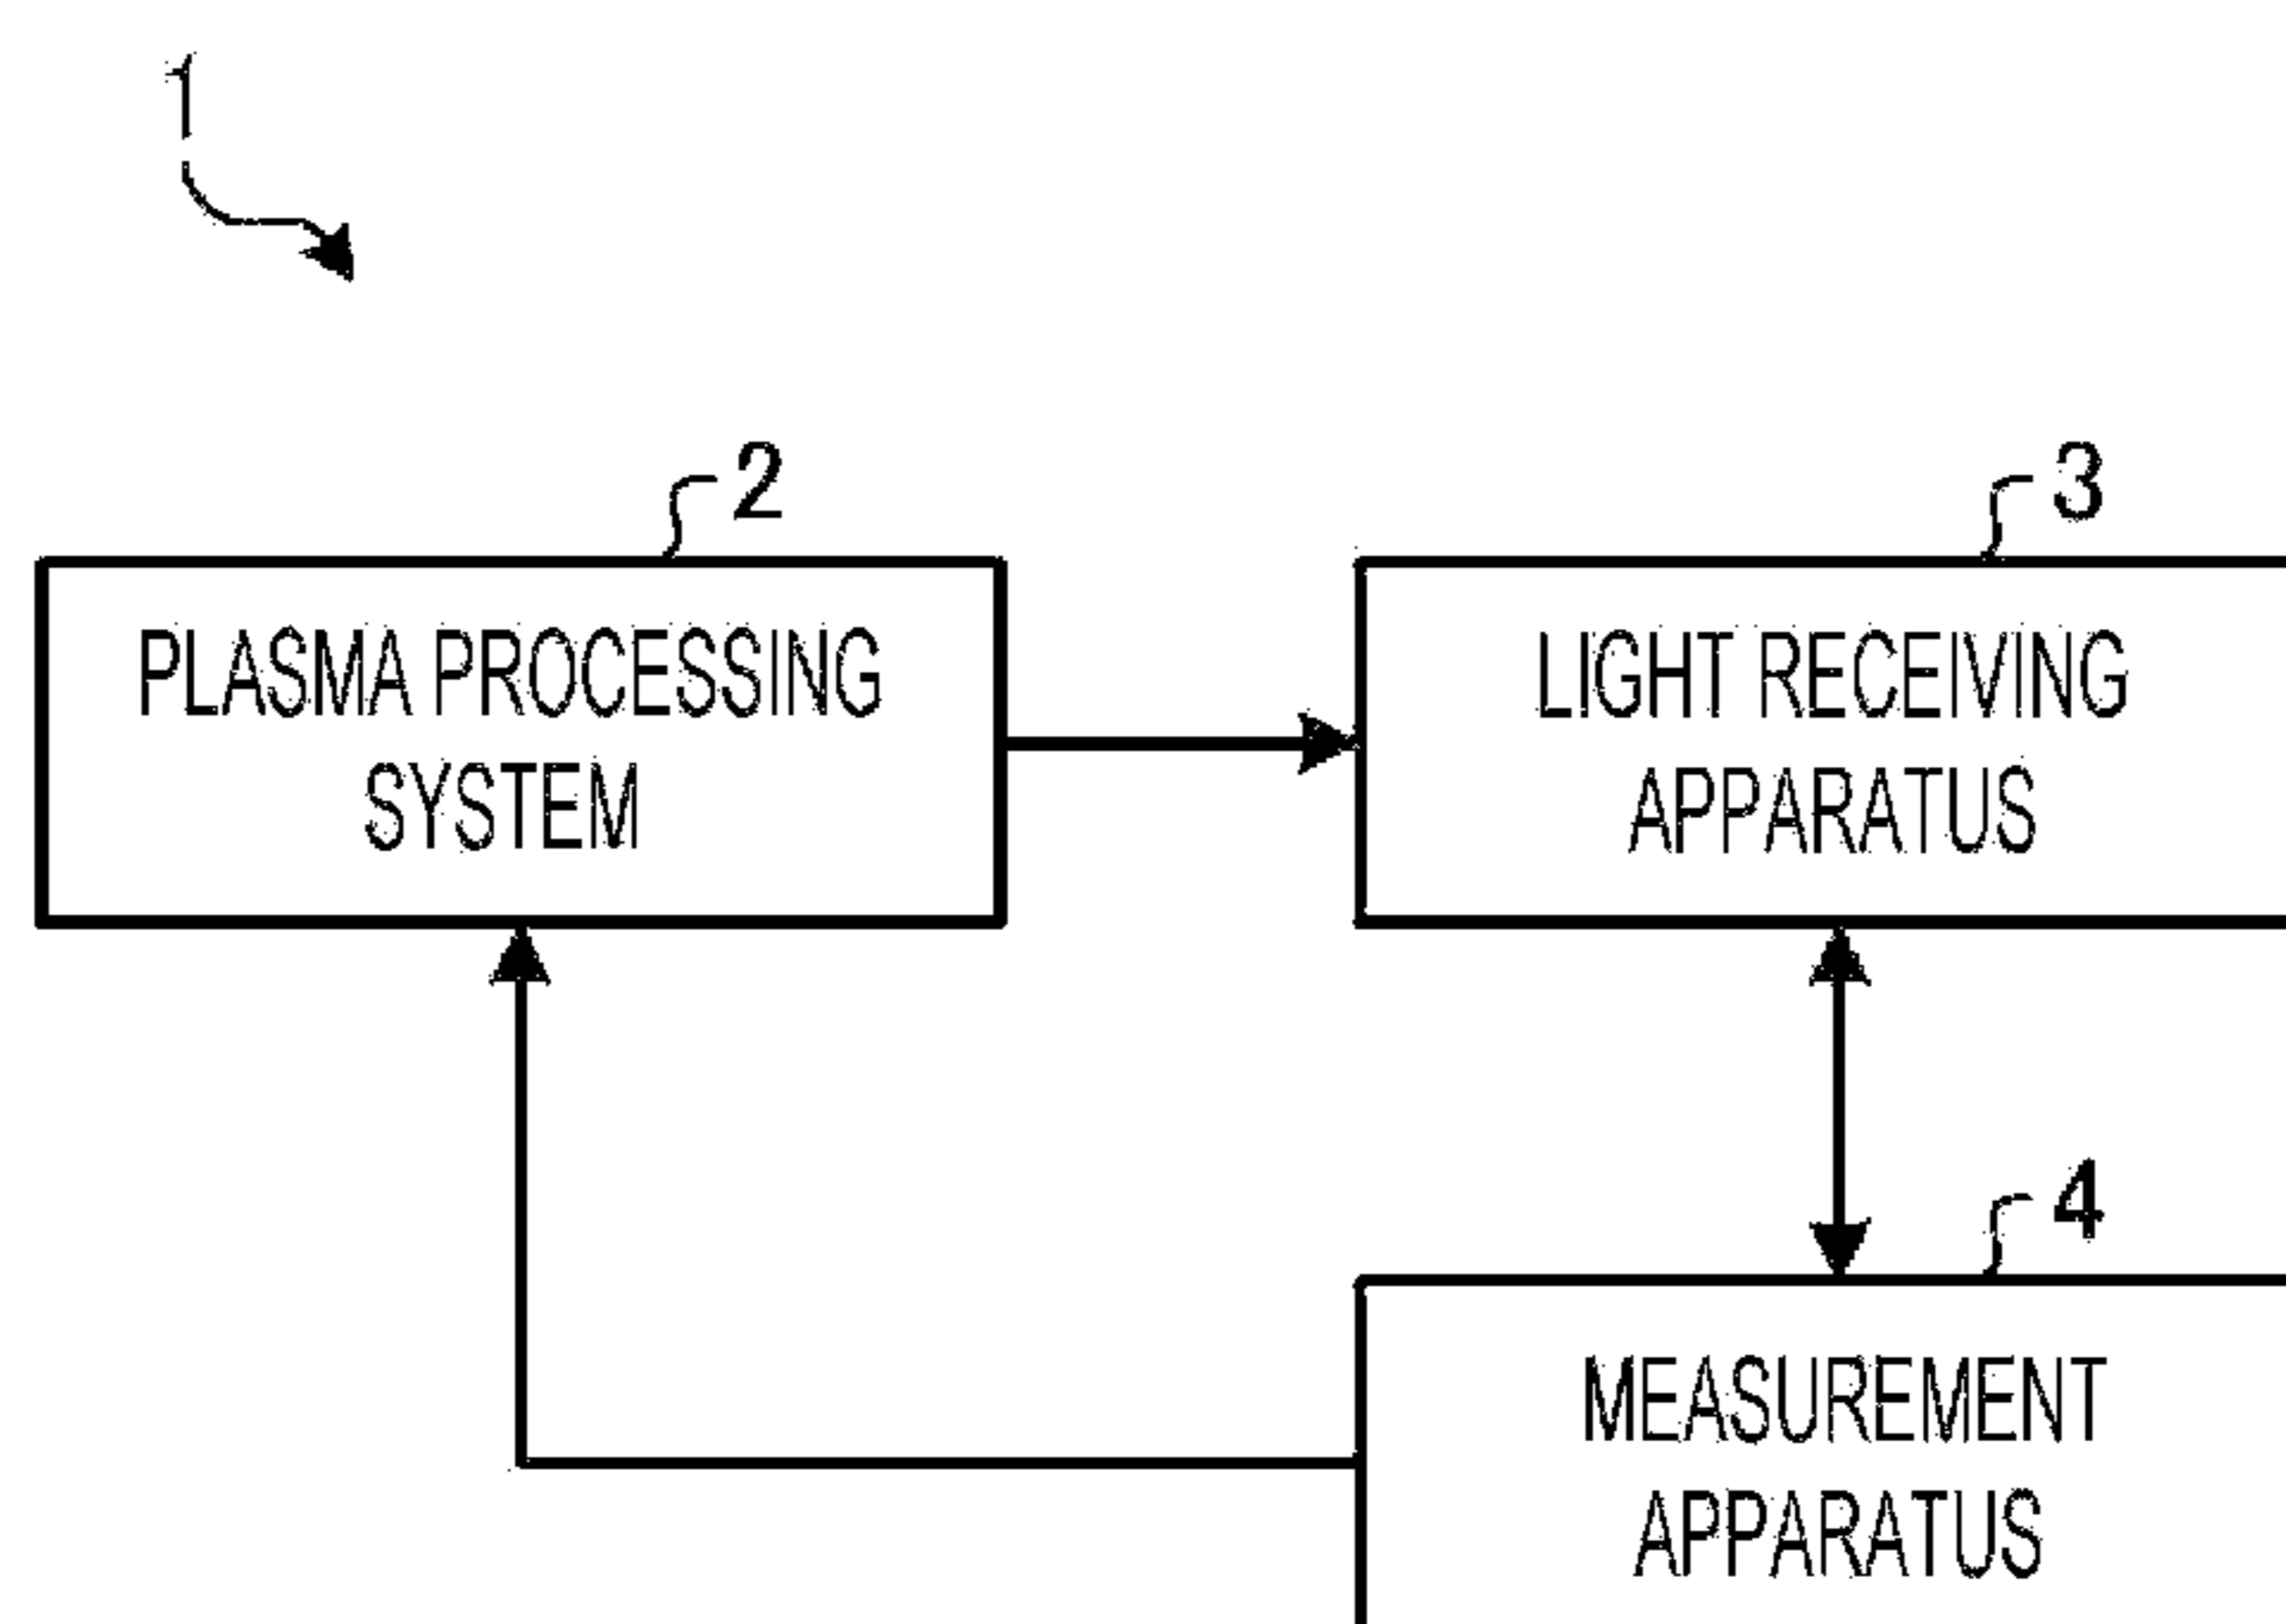 1
2
PLASMA PROCESSING
SYSTEM
3
LIGHT RECEIVING
APPARATUS
4
MEASUREMENT
APPARATUS